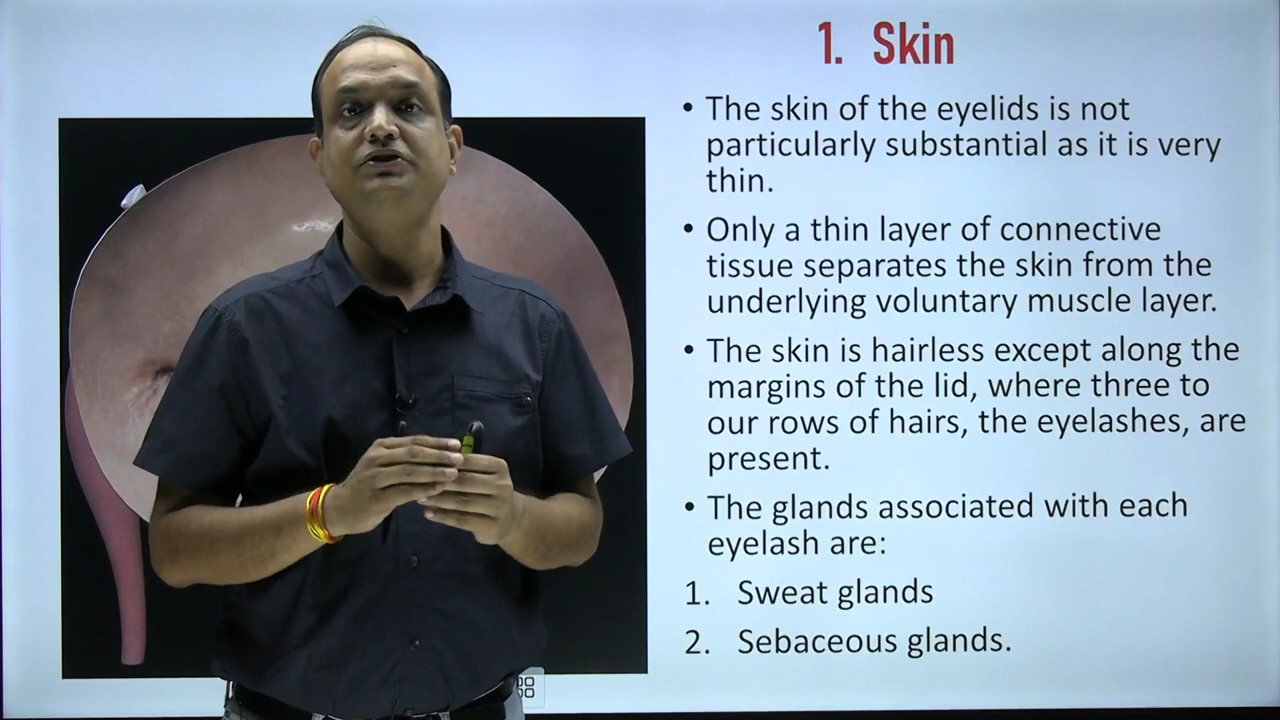 1. Skin
• The skin of the eyelids is not
particularly substantial as it is very
thin.
• Only a thin layer of connective
tissue separates the skin from the
underlying voluntary muscle layer.
• The skin is hairless except along the
margins of the lid, where three to
our rows of hairs, the eyelashes, are
present.
• The glands associated with each
eyelash are:
1. Sweat glands
2. Sebaceous glands.